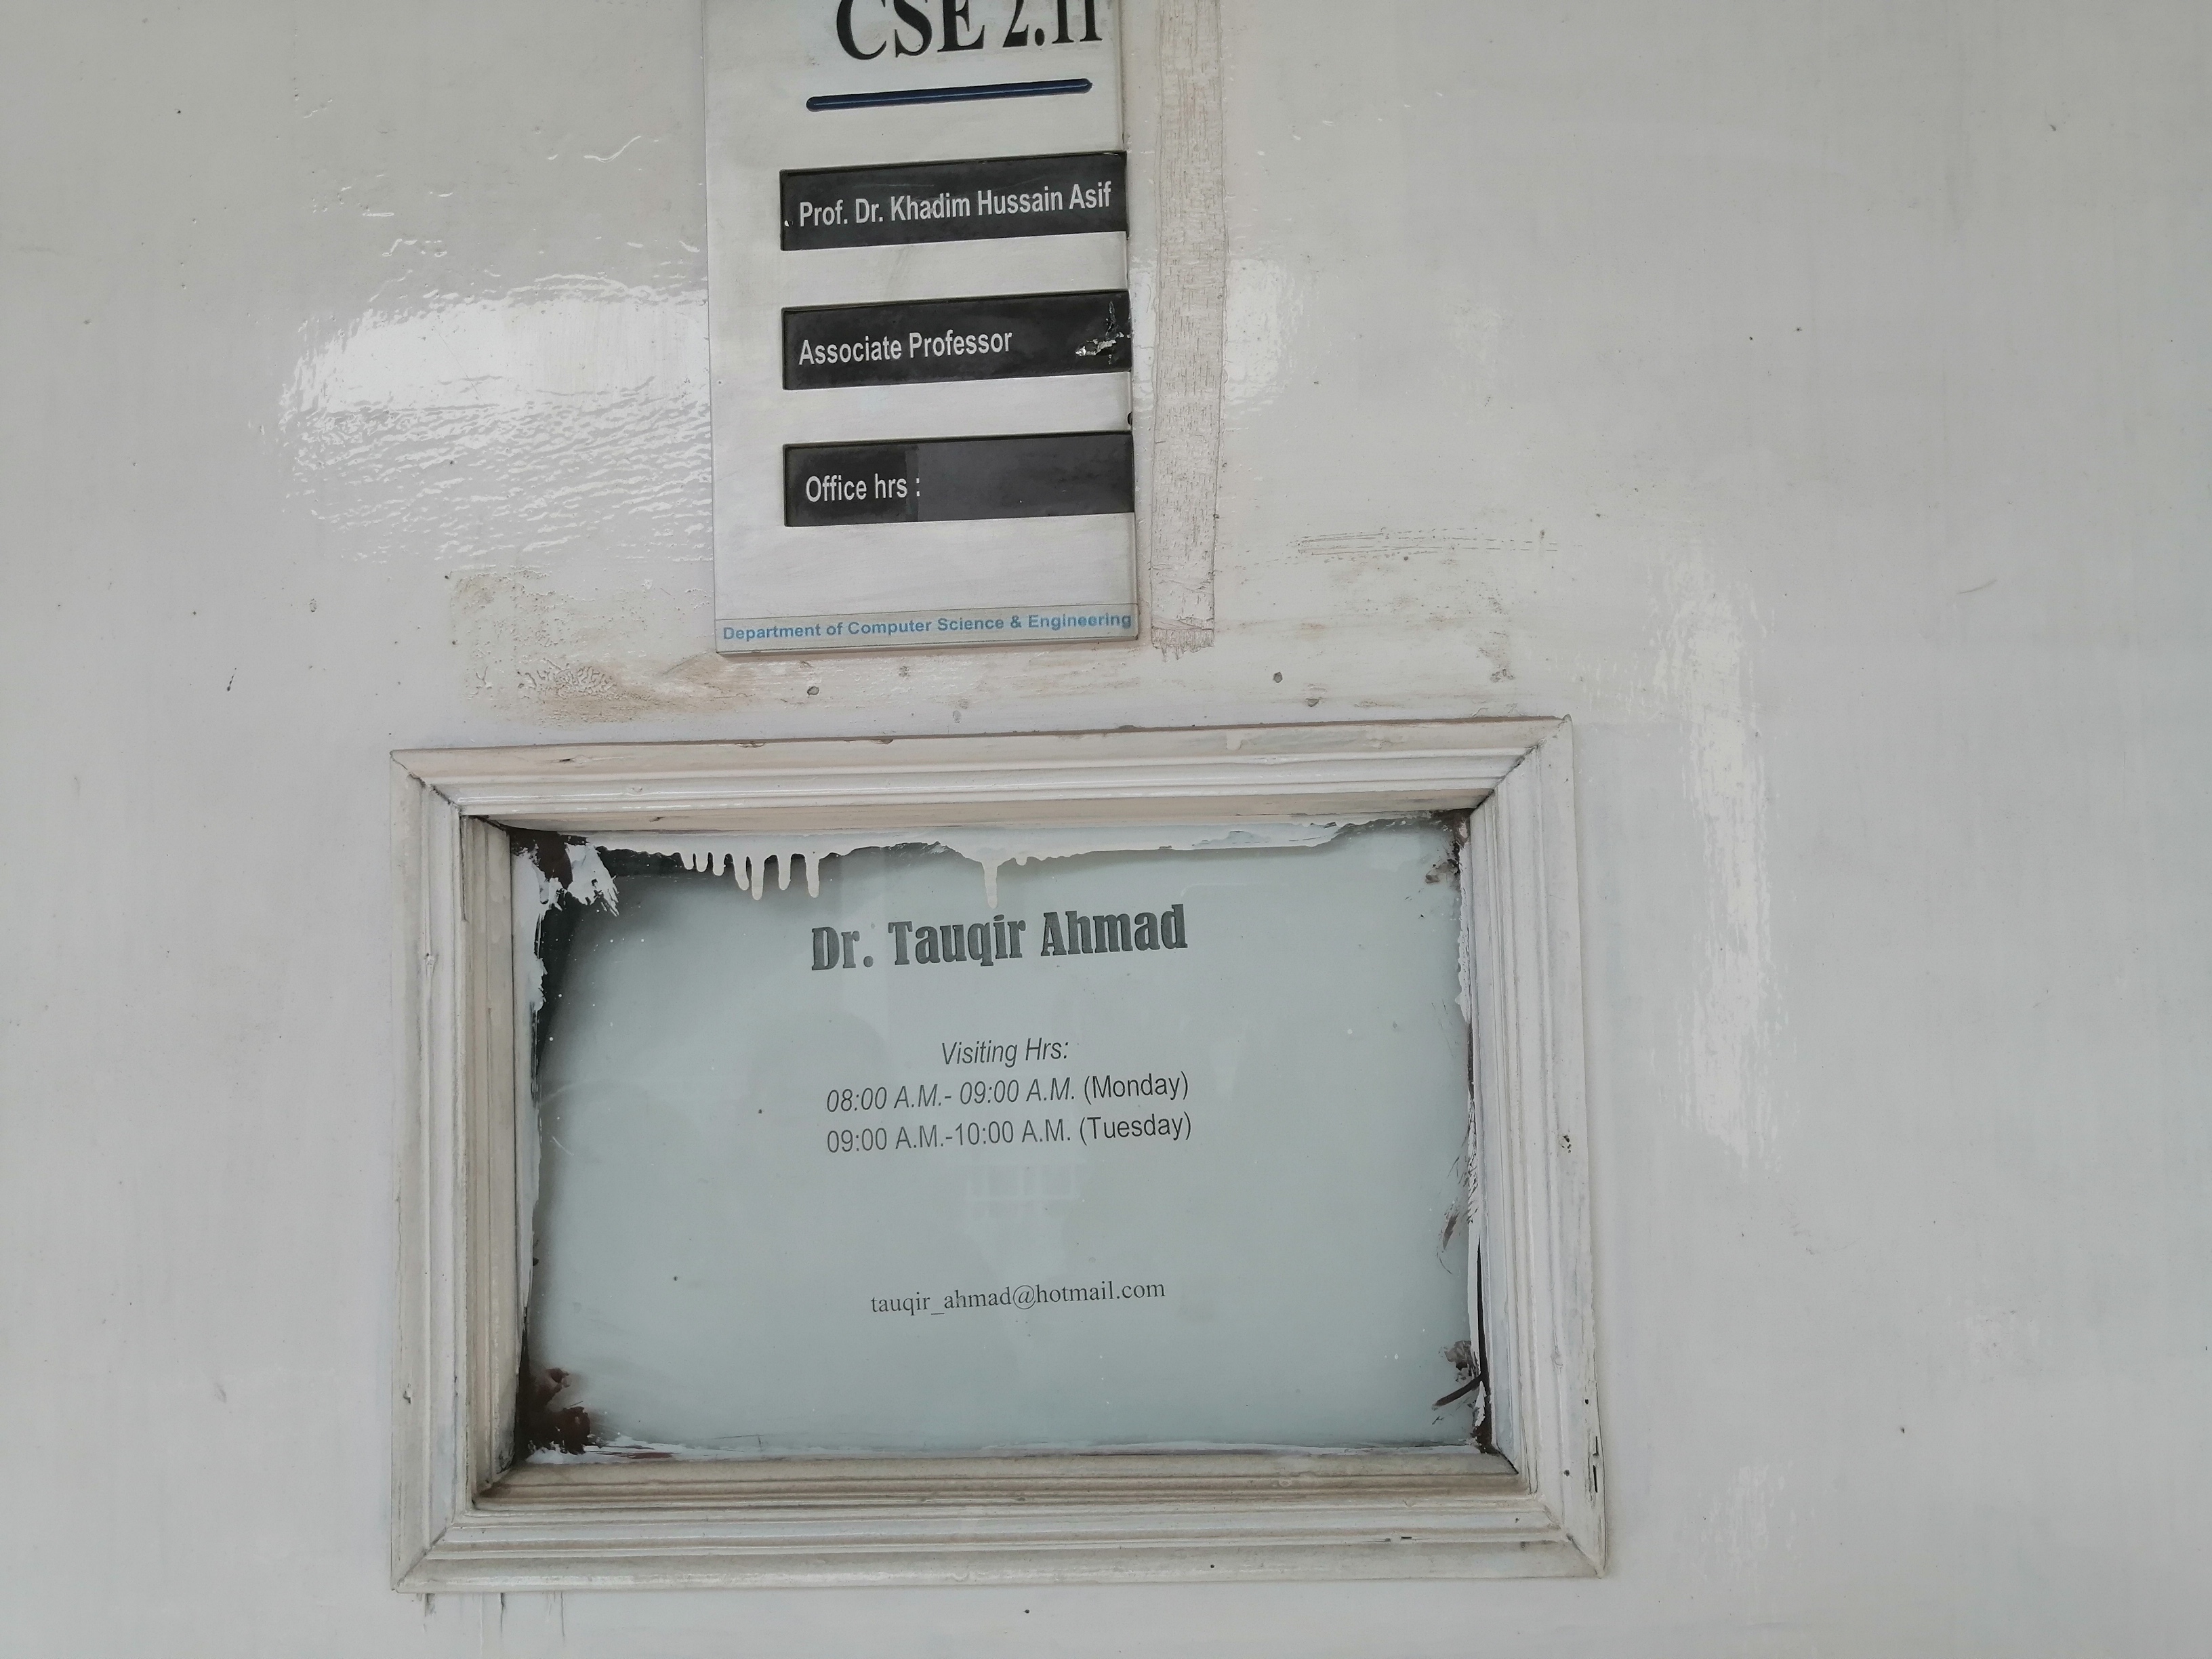 CSE 2.11
Prof. Dr. Khadim Hussain Asif
Associate Professor
Office hrs :
Department of Computer Science & Engineering
Dr. Tauqir Ahmad
Visiting Hrs:
08:00 A.M.- 09:00 A.M. (Monday)
09:00 A.M.-10:00 A.M. (Tuesday)
tauqir_ahmad@hotmail.com